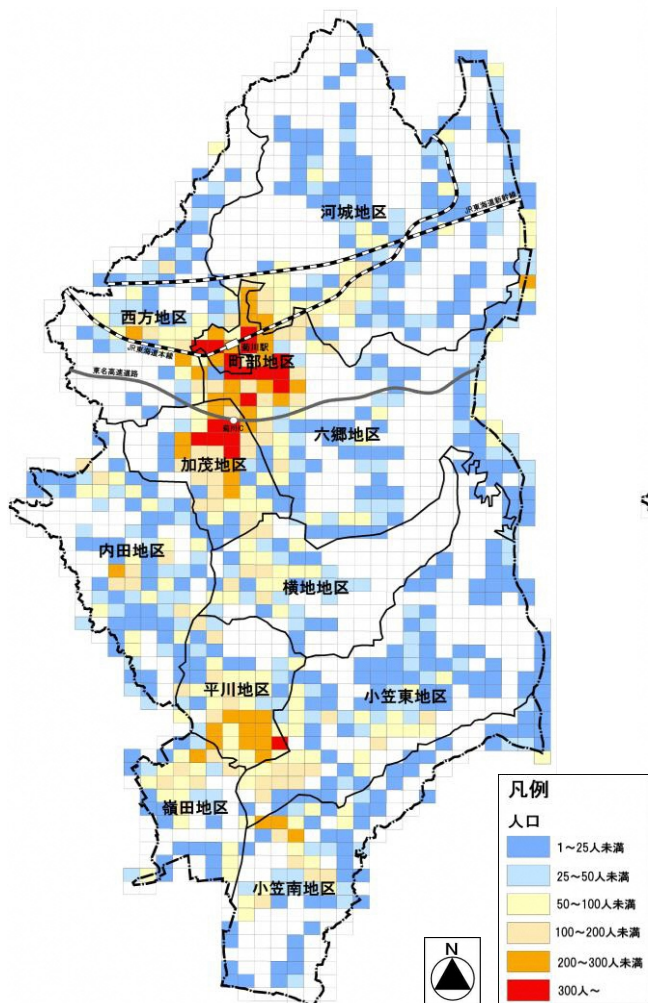 河城地区
JR東海道新幹線
西方地区
JR東海道本線
菊川駅
町部地区
東名高速道路
菊川IC
六郷地区
加茂地区
内田地区
横地地区
平川地区
小笠東地区
嶺田地区
小笠南地区
N
凡例
人口
1~25人未満
25~50人未満
50~100人未満
100~200人未満
200~300人未満
300人~